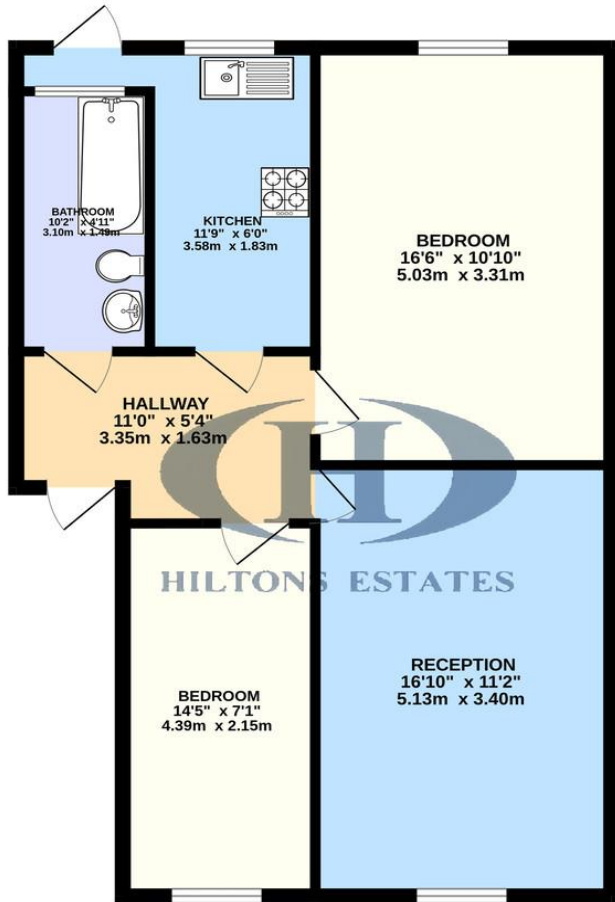 BATHROOM
10'2" x 4'11"
3.10m x 1.49m
KITCHEN
11'9" x 6'0"
3.58m x 1.83m
BEDROOM
16'6" x 10'10"
5.03m x 3.31m
HALLWAY
11'0" x 5'4"
3.35m x 1.63m
H
HILTONS ESTATES
BEDROOM
14'5" x 7'1"
4.39m x 2.15m
RECEPTION
16'10" x 11'2"
5.13m x 3.40m